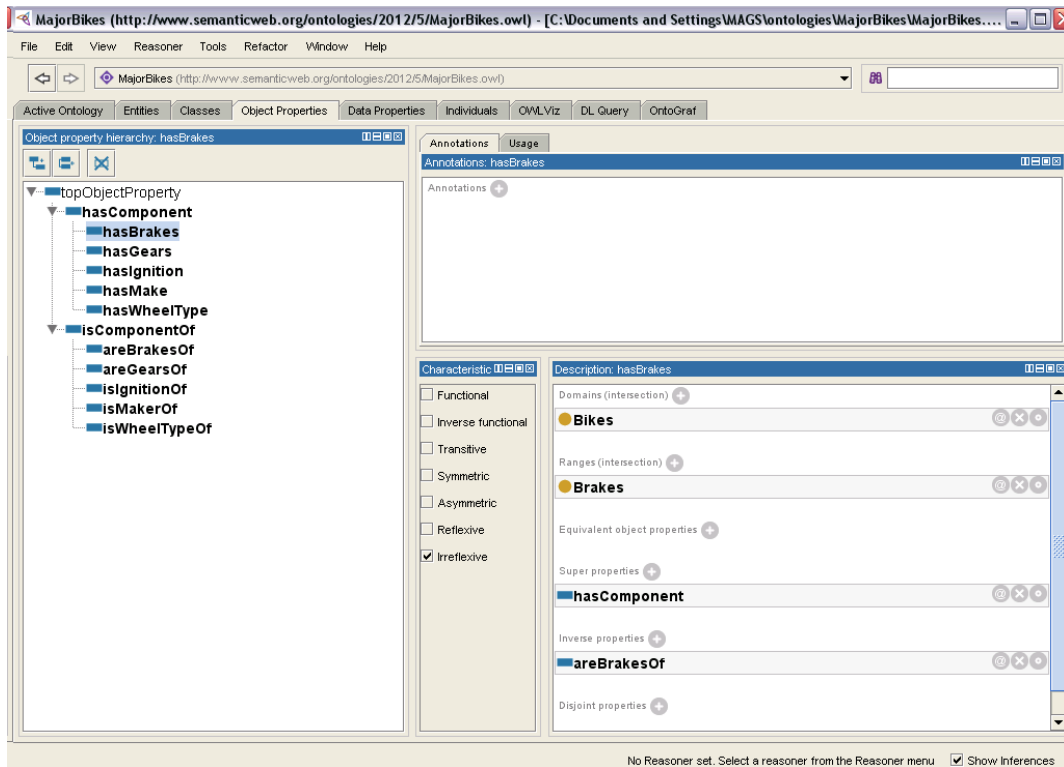 MajorBikes (http://www.semanticweb.org/ontologies/2012/5/MajorBikes.owl) - [C:\Documents and Settings\MAGS\ontologies\MajorBikes\MajorBikes....
File Edit View Reasoner Tools Refactor Window Help
MajorBikes (http://www.semanticweb.org/ontologies/2012/5/MajorBikes.owl)
Active Ontology Entities Classes Object Properties Data Properties Individuals OWLViz DL Query OntoGraf
Object property hierarchy: hasBrakes
topObjectProperty
hasComponent
hasBrakes
hasGears
hasIgnition
hasMake
hasWheelType
isComponentOf
areBrakesOf
areGearsOf
isIgnitionOf
isMakerOf
isWheelTypeOf
Annotations Usage
Annotations: hasBrakes
Annotations
Characteristic
Functional
Inverse functional
Transitive
Symmetric
Asymmetric
Reflexive
Irreflexive
Description: hasBrakes
Domains (intersection)
Bikes
Ranges (intersection)
Brakes
Equivalent object properties
Super properties
hasComponent
Inverse properties
areBrakesOf
Disjoint properties
No Reasoner set. Select a reasoner from the Reasoner menu Show Inferences